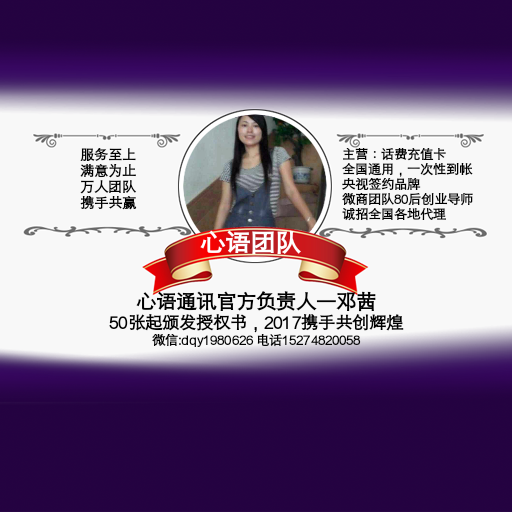 服务至上
满意为止
万人团队
携手共赢
主营：话费充值卡
全国通用，一次性到帐
央视签约品牌
微商团队80后创业导师
诚招全国各地代理
心语团队
心语通讯官方负责人一邓茜
50张起颁发授权书，2017携手共创辉煌
微信:dqy1980626 电话15274820058